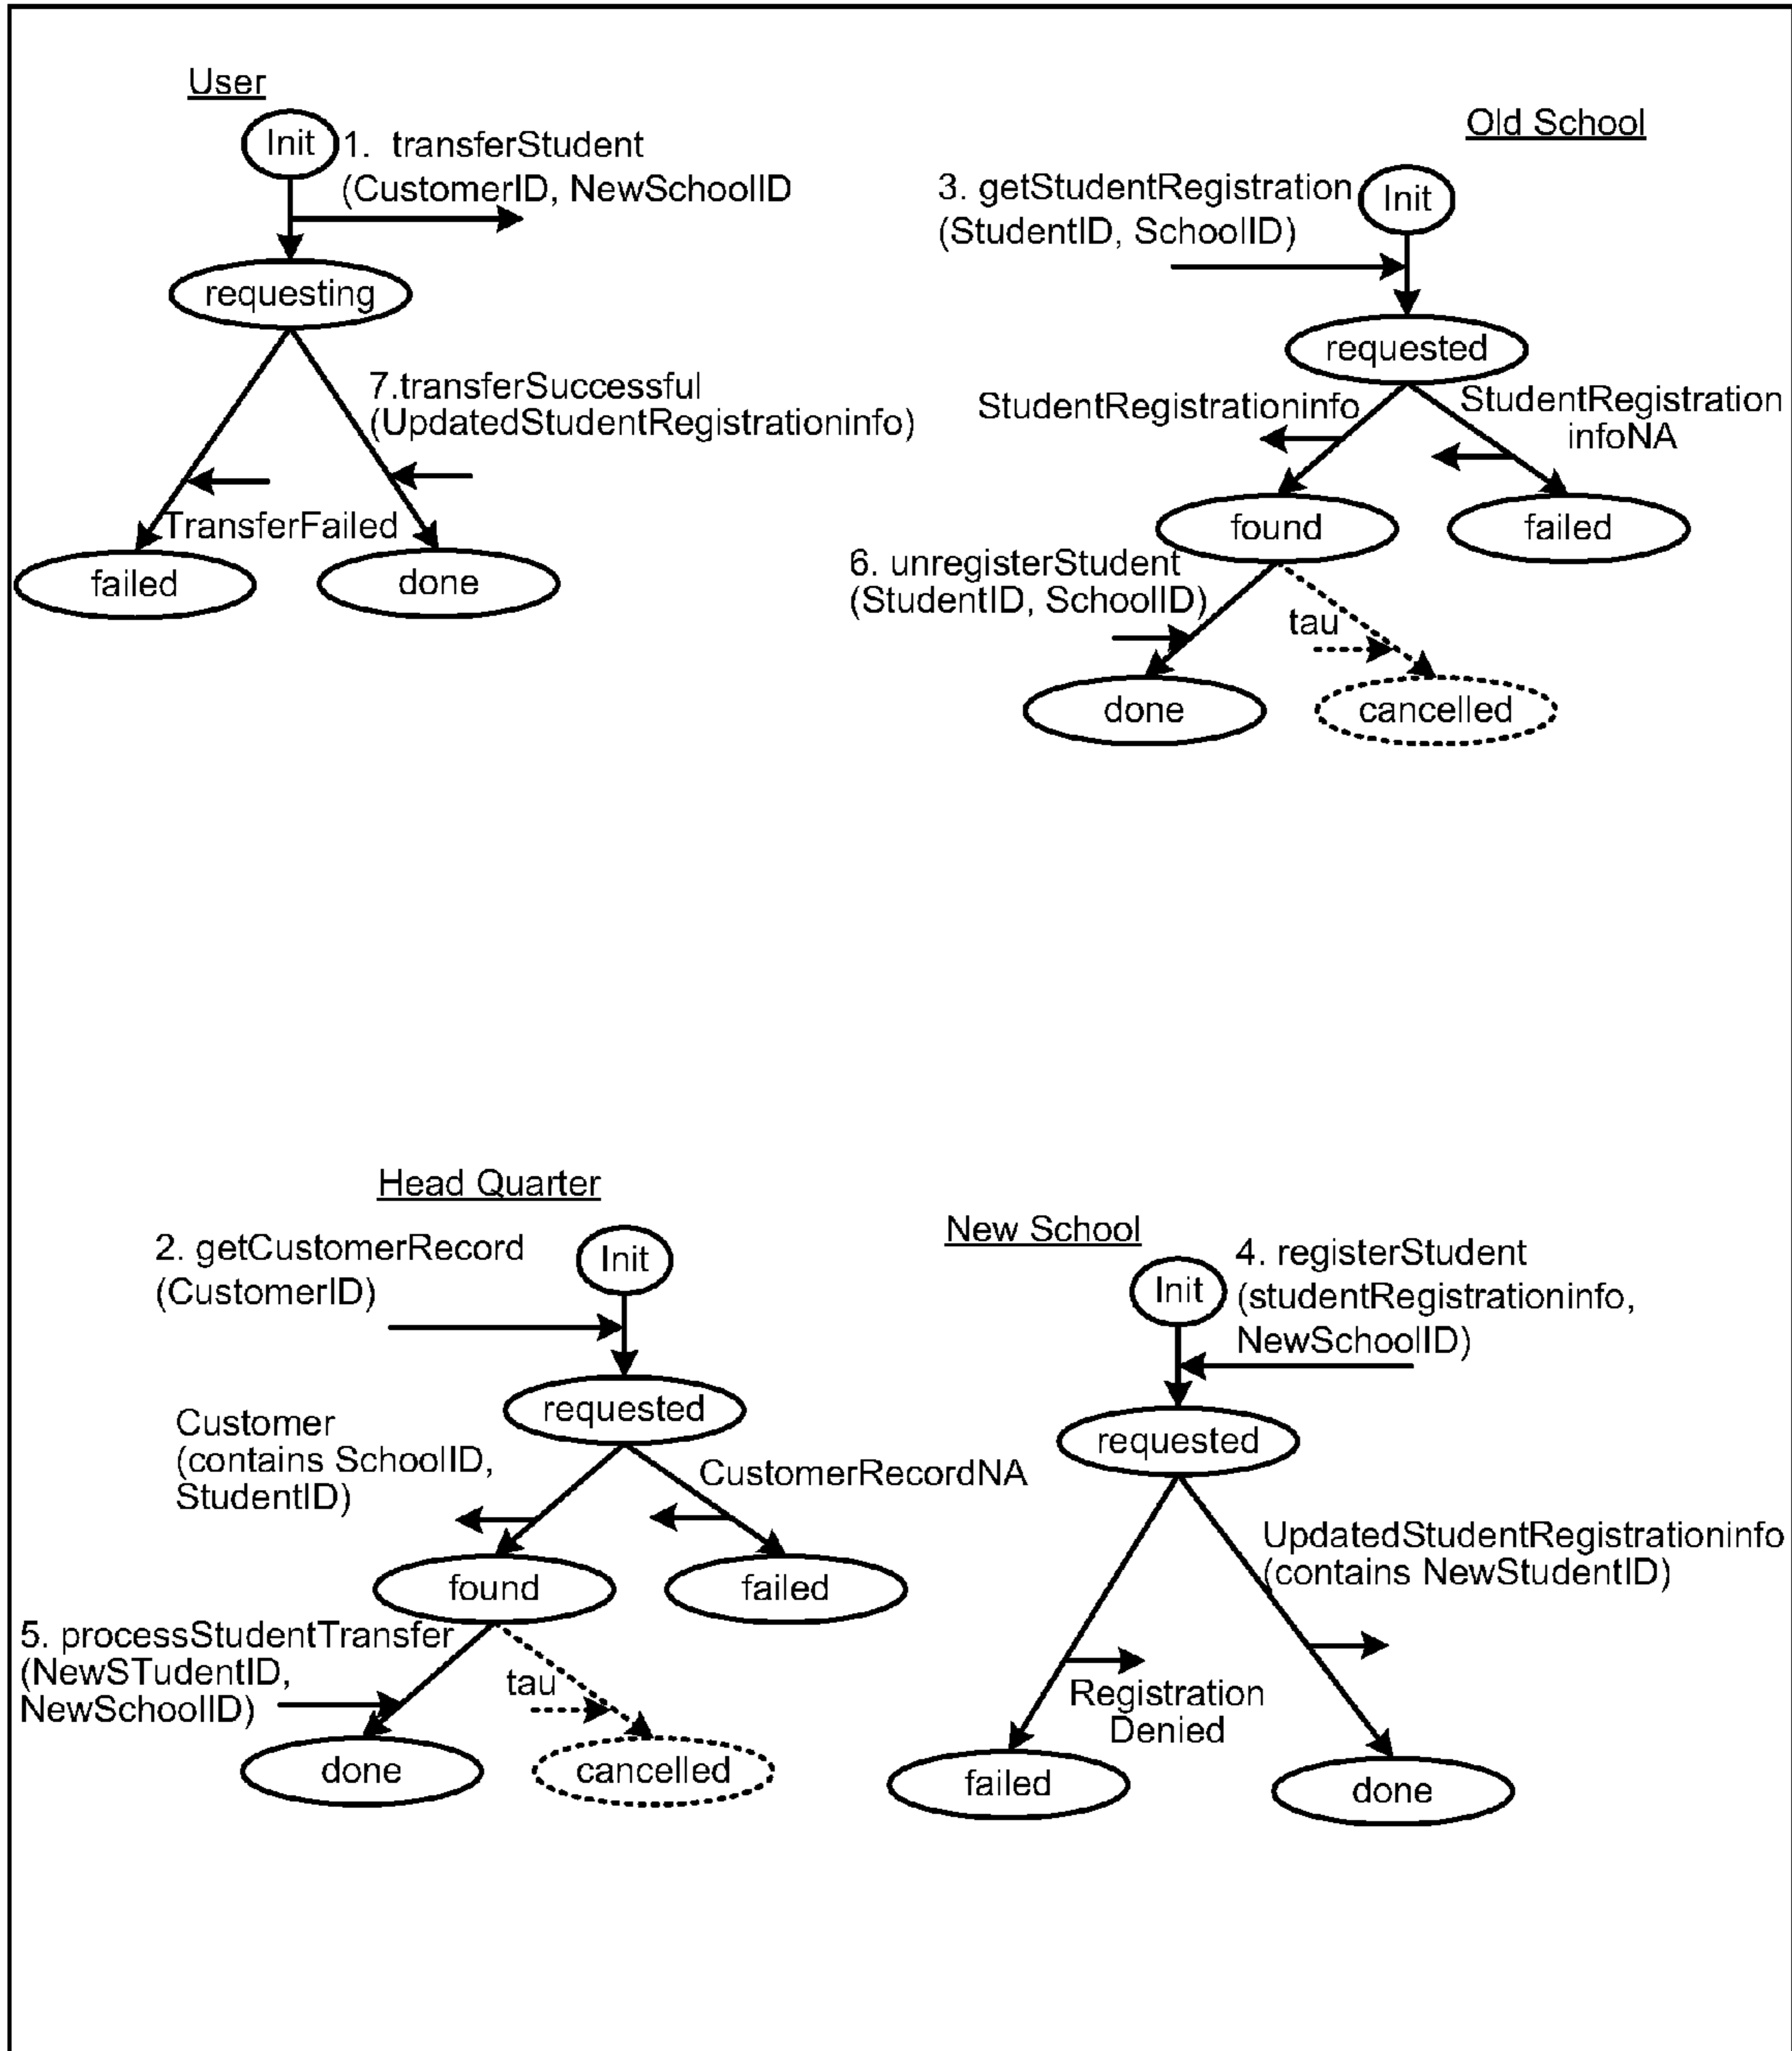 User
Init
1. transferStudent
(CustomerID, NewSchoolID
requesting
7.transferSuccessful
(UpdatedStudentRegistrationinfo)
TransferFailed
failed
done
Old School
3. getStudentRegistration
(StudentID, SchoolID)
Init
requested
StudentRegistrationinfo
StudentRegistration
infoNA
found
failed
6. unregisterStudent
(StudentID, SchoolID)
tau
done
cancelled
Head Quarter
2. getCustomerRecord
(CustomerID)
Init
requested
Customer
(contains SchoolID,
StudentID)
CustomerRecordNA
found
failed
5. processStudentTransfer
(NewSTudentID,
NewSchoolID)
tau
done
cancelled
New School
Init
4. registerStudent
(studentRegistrationinfo,
NewSchoolID)
requested
UpdatedStudentRegistrationinfo
(contains NewStudentID)
Registration
Denied
failed
done